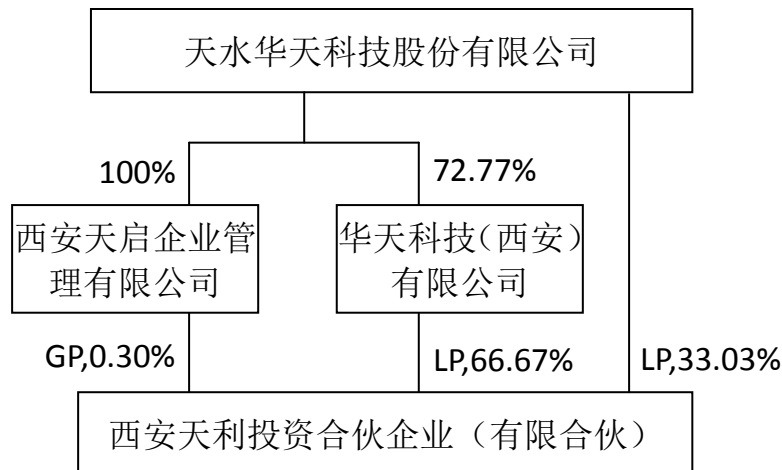 天水华天科技股份有限公司
100%
72.77%
西安天启企业管
理有限公司
华天科技(西安)
有限公司
GP,0.30%
LP,66.67%
LP,33.03%
西安天利投资合伙企业（有限合伙）